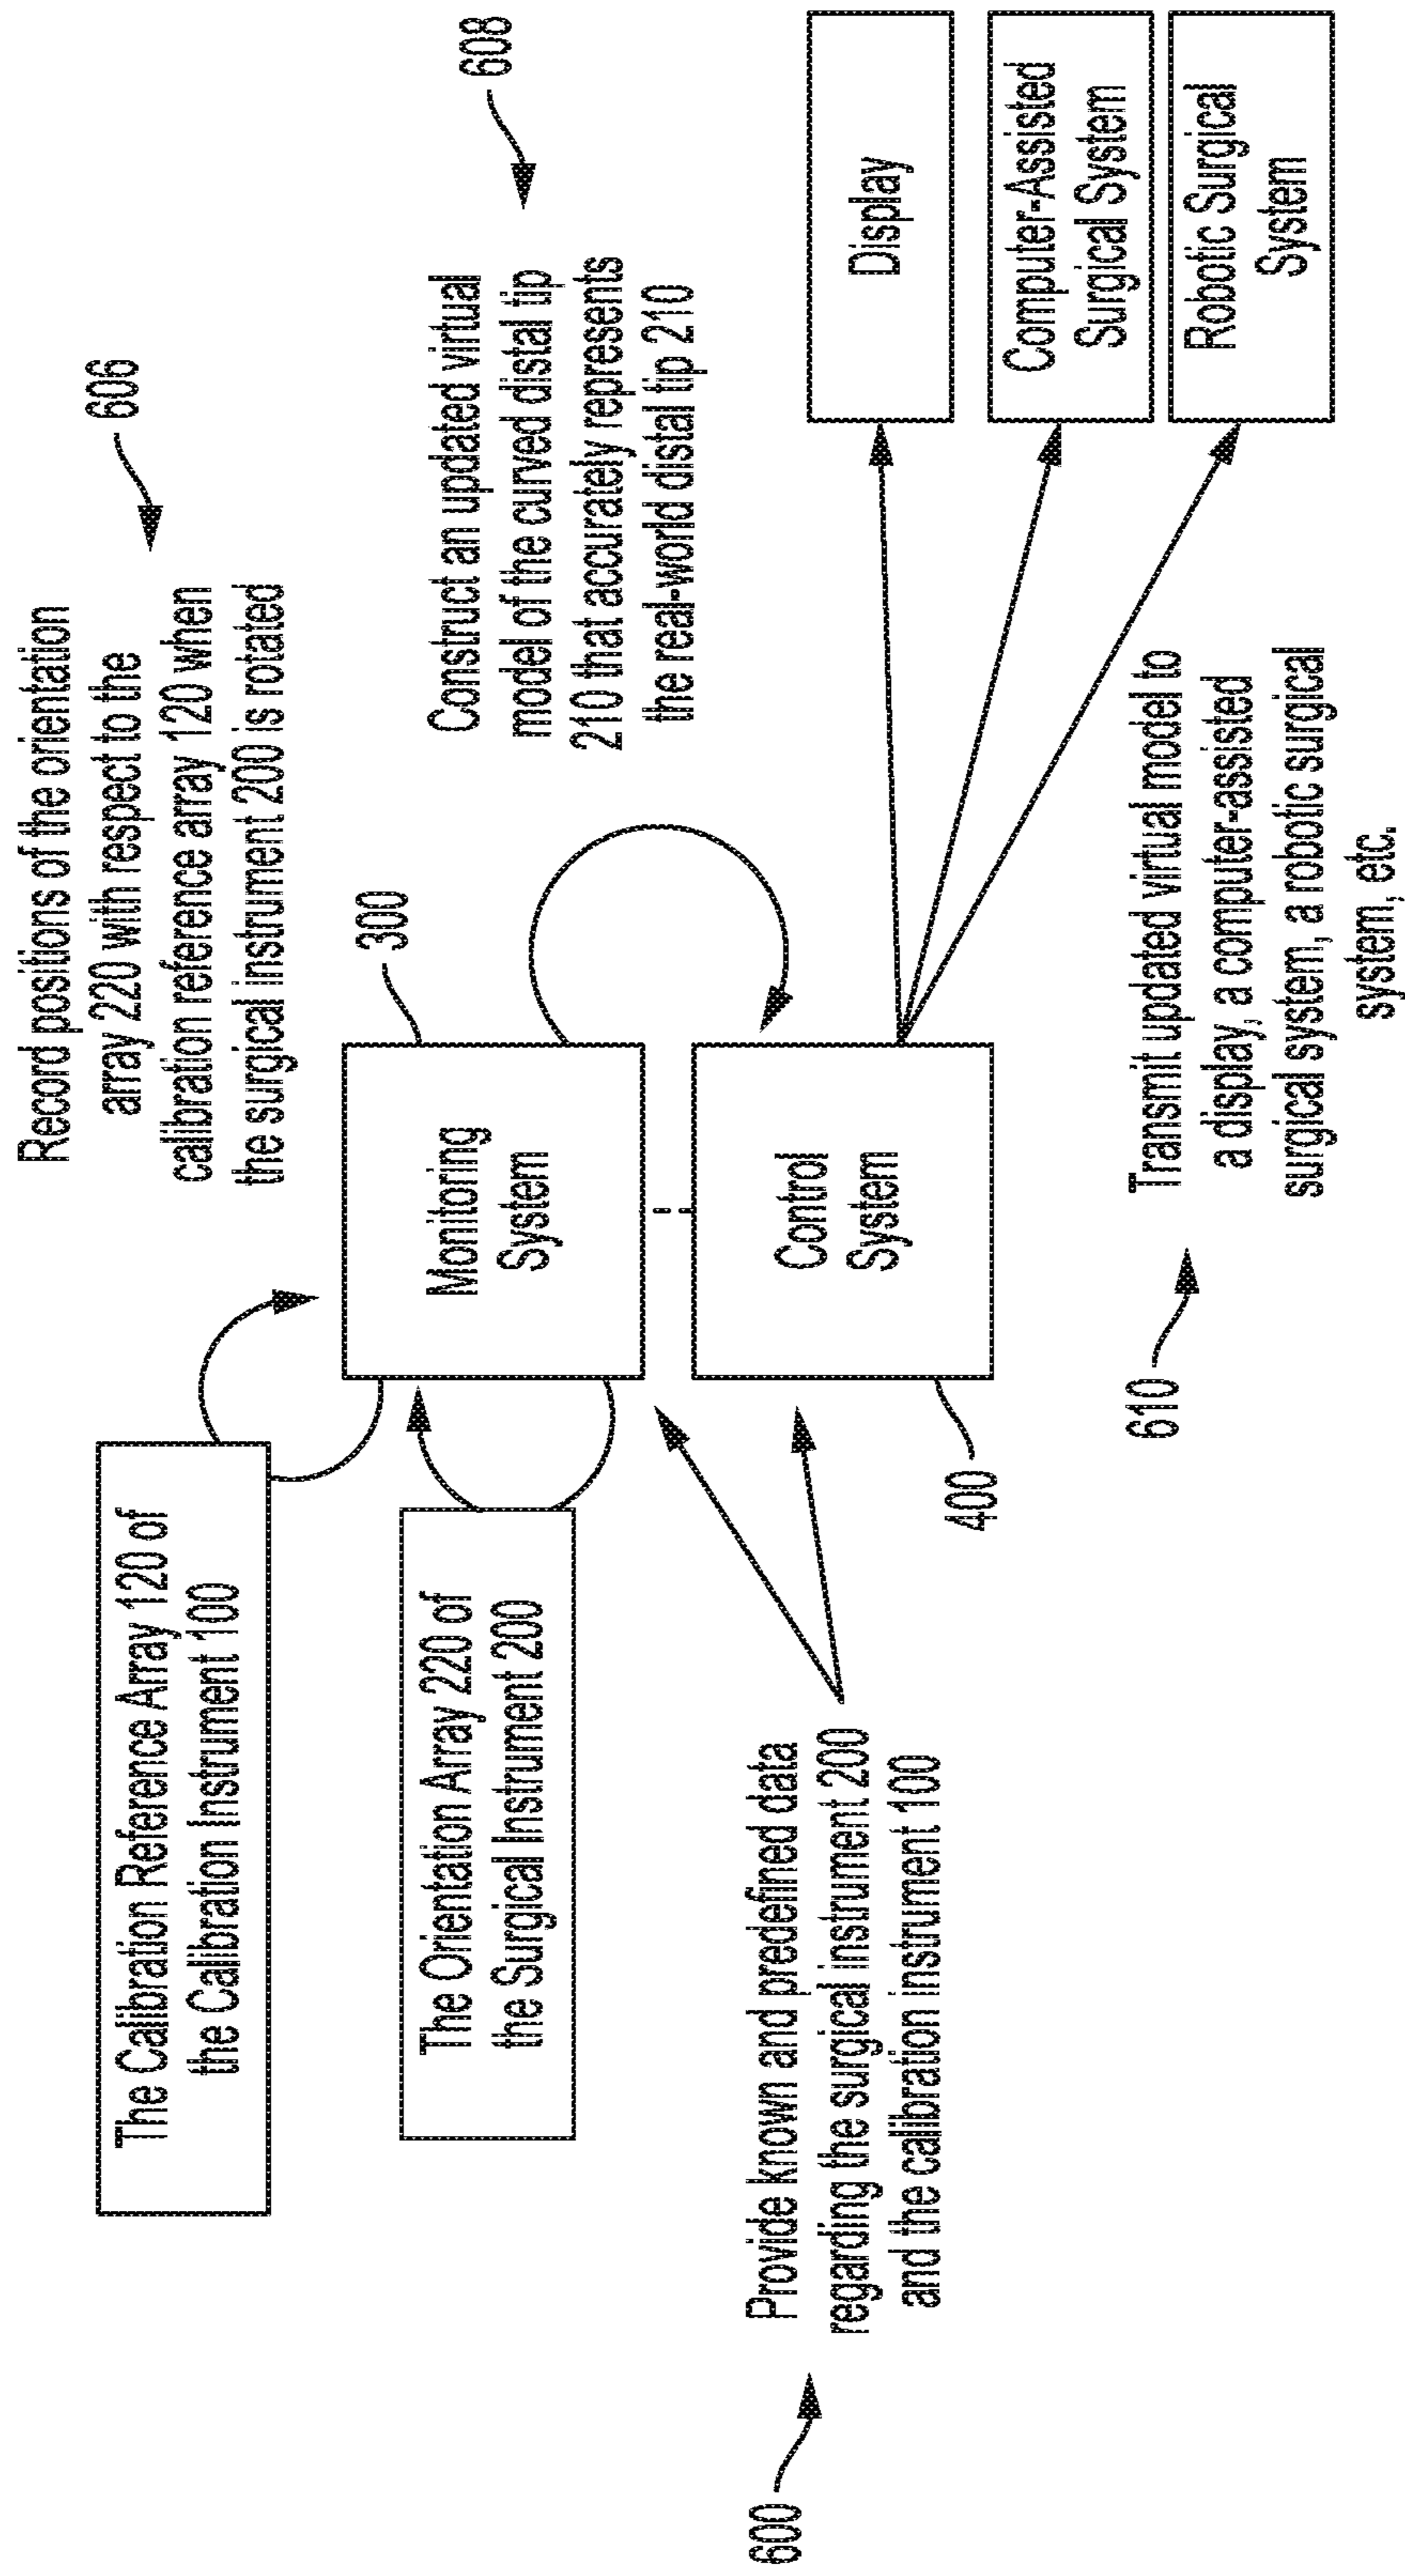 Record positions of the orientation
array 220 with respect to the
calibration reference array 120 when
the surgical instrument 200 is rotated
606
The Calibration Reference Array 120 of
the Calibration Instrument 100
The Orientation Array 220 of
the Surgical Instrument 200
300
Monitoring
System
Construct an updated virtual
model of the curved distal tip
210 that accurately represents
the real-world distal tip 210
608
600
Provide known and predefined data
regarding the surgical instrument 200
and the calibration instrument 100
Control
System
400
Display
Computer-Assisted
Surgical System
Robotic Surgical
System
610
Transmit updated virtual model to
a display, a computer-assisted
surgical system, a robotic surgical
system, etc.